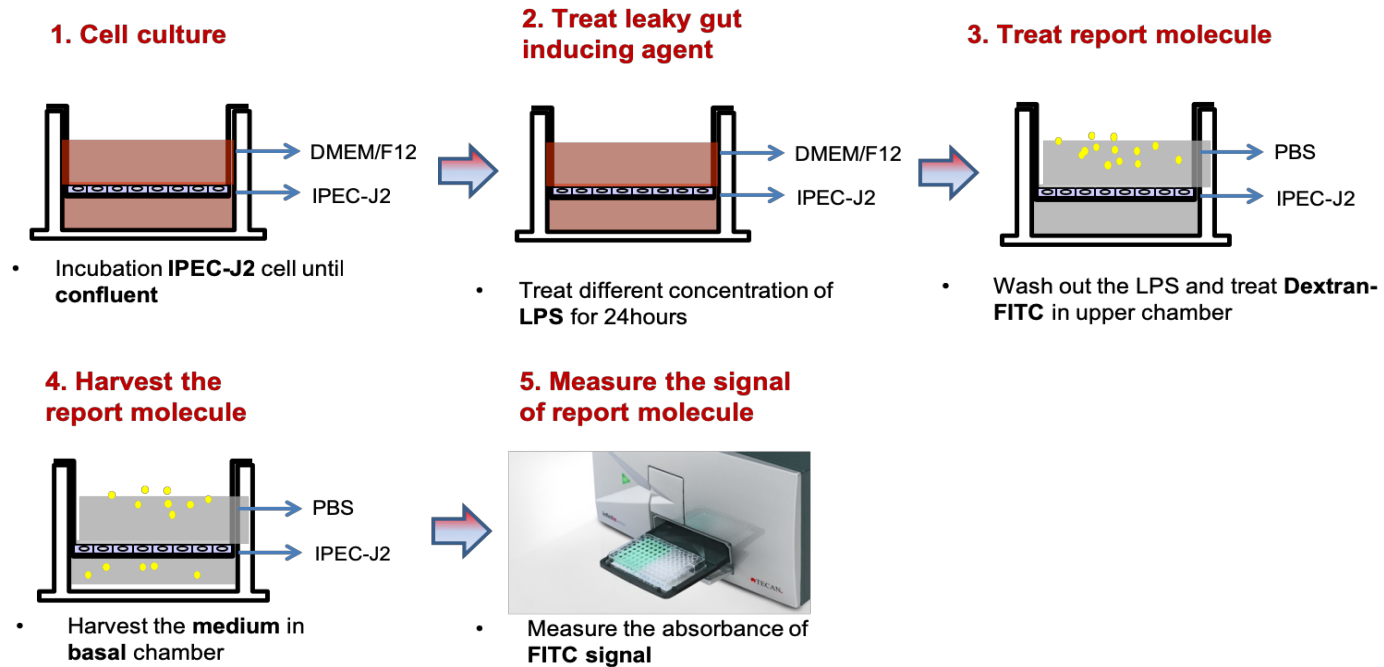 1. Cell culture
DMEM/F12
IPEC-J2
• Incubation IPEC-J2 cell until
confluent
2. Treat leaky gut
inducing agent
DMEM/F12
IPEC-J2
• Treat different concentration of
LPS for 24hours
3. Treat report molecule
PBS
IPEC-J2
• Wash out the LPS and treat Dextran-
FITC in upper chamber
4. Harvest the
report molecule
PBS
IPEC-J2
• Harvest the medium in
basal chamber
5. Measure the signal
of report molecule
TECAN.
• Measure the absorbance of
FITC signal